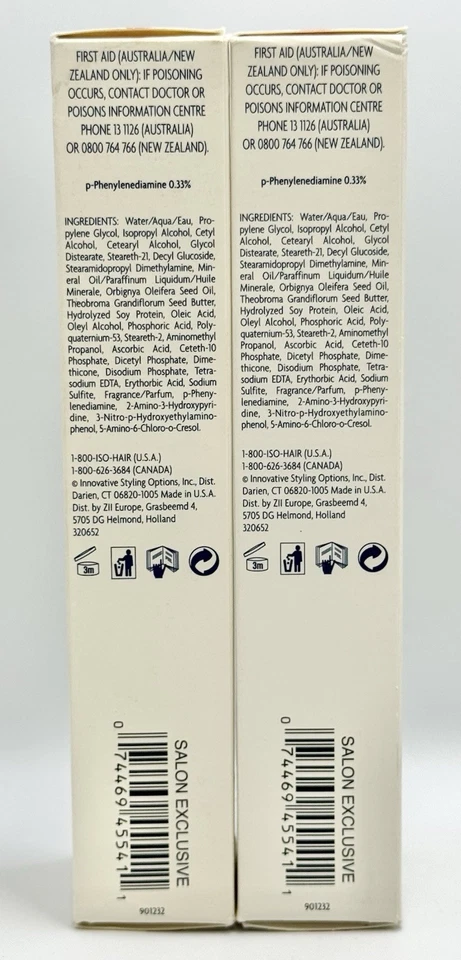 FIRST AID (AUSTRALIA/NEW
ZEALAND ONLY): IF POISONING
OCCURS, CONTACT DOCTOR OR
POISONS INFORMATION CENTRE
PHONE 13 1126 (AUSTRALIA)
OR 0800 764 766 (NEW ZEALAND).
p-Phenylenediamine 0.33%
INGREDIENTS: Water/Aqua/Eau, Pro-
pylene Glycol, Isopropyl Alcohol, Cetyl
Alcohol, Cetearyl Alcohol, Glycol
Distearate, Steareth-21, Decyl Glucoside,
Stearamidopropyl Dimethylamine, Min-
eral Oil/Paraffinum Liquidum/Huile
Minerale, Orbignya Oleifera Seed Oil,
Theobroma Grandiflorum Seed Butter,
Hydrolyzed Soy Protein, Oleic Acid,
Oleyl Alcohol, Phosphoric Acid, Poly-
quaternium-53, Steareth-2, Aminomethyl
Propanol, Ascorbic Acid, Ceteth-10
Phosphate, Dicetyl Phosphate, Dime-
thicone, Disodium Phosphate, Tetra-
sodium EDTA, Erythorbic Acid, Sodium
Sulfite, Fragrance/Parfum, p-Pheny-
lenediamine, 2-Amino-3-Hydroxypyri-
dine, 3-Nitro-p-Hydroxyethylamino-
phenol, 5-Amino-6-Chloro-o-Cresol.
1-800-ISO-HAIR (U.S.A.)
1-800-626-3684 (CANADA)
© Innovative Styling Options, Inc., Dist.
Darien, CT 06820-1005 Made in U.S.A.
Dist. by ZII Europe, Grasbeemd 4,
5705 DG Helmond, Holland
320652
3m
SALON EXCLUSIVE
0 74469 45541 1
901232
FIRST AID (AUSTRALIA/NEW
ZEALAND ONLY): IF POISONING
OCCURS, CONTACT DOCTOR OR
POISONS INFORMATION CENTRE
PHONE 13 1126 (AUSTRALIA)
OR 0800 764 766 (NEW ZEALAND).
p-Phenylenediamine 0.33%
INGREDIENTS: Water/Aqua/Eau, Pro-
pylene Glycol, Isopropyl Alcohol, Cetyl
Alcohol, Cetearyl Alcohol, Glycol
Distearate, Steareth-21, Decyl Glucoside,
Stearamidopropyl Dimethylamine, Min-
eral Oil/Paraffinum Liquidum/Huile
Minerale, Orbignya Oleifera Seed Oil,
Theobroma Grandiflorum Seed Butter,
Hydrolyzed Soy Protein, Oleic Acid,
Oleyl Alcohol, Phosphoric Acid, Poly-
quaternium-53, Steareth-2, Aminomethyl
Propanol, Ascorbic Acid, Ceteth-10
Phosphate, Dicetyl Phosphate, Dime-
thicone, Disodium Phosphate, Tetra-
sodium EDTA, Erythorbic Acid, Sodium
Sulfite, Fragrance/Parfum, p-Pheny-
lenediamine, 2-Amino-3-Hydroxypyri-
dine, 3-Nitro-p-Hydroxyethylamino-
phenol, 5-Amino-6-Chloro-o-Cresol.
1-800-ISO-HAIR (U.S.A.)
1-800-626-3684 (CANADA)
© Innovative Styling Options, Inc., Dist.
Darien, CT 06820-1005 Made in U.S.A.
Dist. by ZII Europe, Grasbeemd 4,
5705 DG Helmond, Holland
320652
3m
SALON EXCLUSIVE
0 74469 45541 1
901232